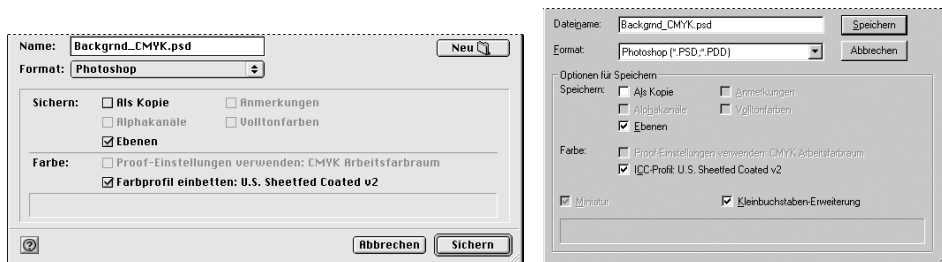 Name: Backgrnd_CMYK.psd Neu
Format: Photoshop
Sichern: Als Kopie Anmerkungen
Alphakanäle Volltonfarben
Ebenen
Farbe: Proof-Einstellungen verwenden: CMYK Arbeitsfarbraum
Farbprofil einbetten: U.S. Sheetfed Coated v2
? Abbrechen Sichern
Dateiname: Backgrnd_CMYK.psd Speichern
Format: Photoshop (*.PSD;*.PDD) Abbrechen
Optionen für Speichern
Speichern: Als Kopie Anmerkungen
Alphakanäle Volltonfarben
Ebenen
Farbe: Proof-Einstellungen verwenden: CMYK Arbeitsfarbraum
ICC-Profil: U.S. Sheetfed Coated v2
Miniatur Kleinbuchstaben-Erweiterung